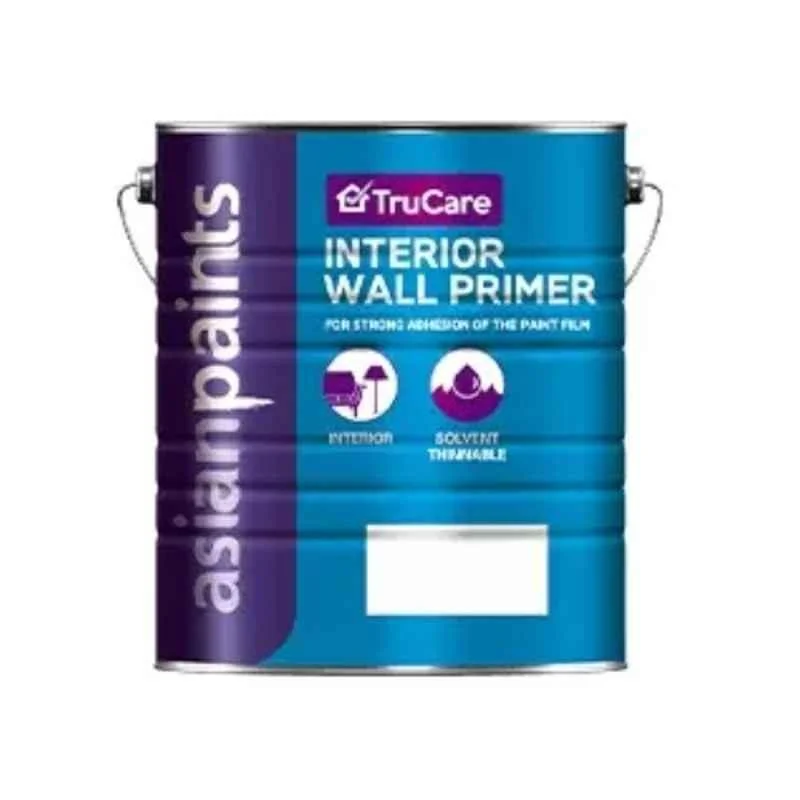 asianpaints
TruCare
INTERIOR
WALL PRIMER
FOR STRONG ADHESION OF THE PAINT FILM
INTERIOR
SOLVENT
THINNABLE